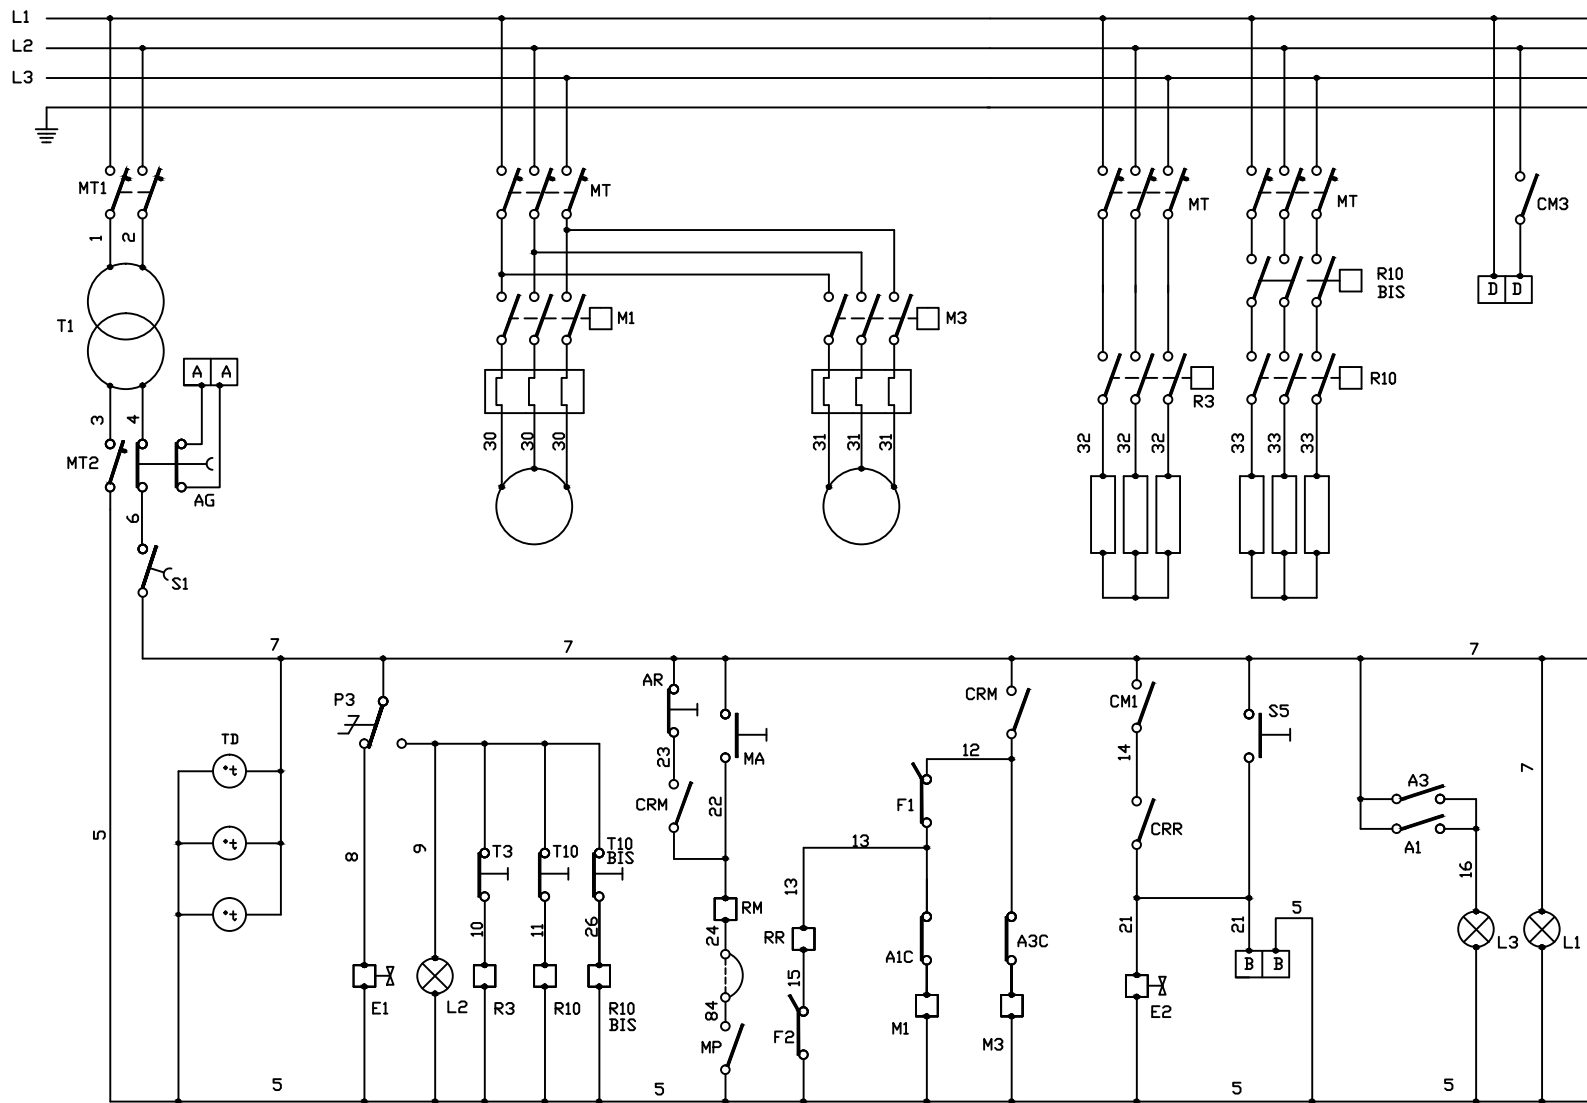 L1
L2
L3
MT1
MT
MT
MT
CM3
1
2
R10
BIS
D D
T1
M1
M3
A A
R10
R3
3
4
30
30
30
31
31
31
32
32
32
33
33
33
MT2
AG
6
S1
7
7
7
P3
AR
CRM
CM1
S5
TD
°t
23
MA
12
14
7
A3
CRM
22
F1
CRR
A1
5
°t
8
9
T3
T10
T10
BIS
13
13
16
°t
10
11
26
RM
24
RR
A1C
A3C
21
21
5
L3
L1
B B
E1
L2
R3
R10
R10
BIS
84
15
E2
MP
F2
M1
M3
5
5
5
5